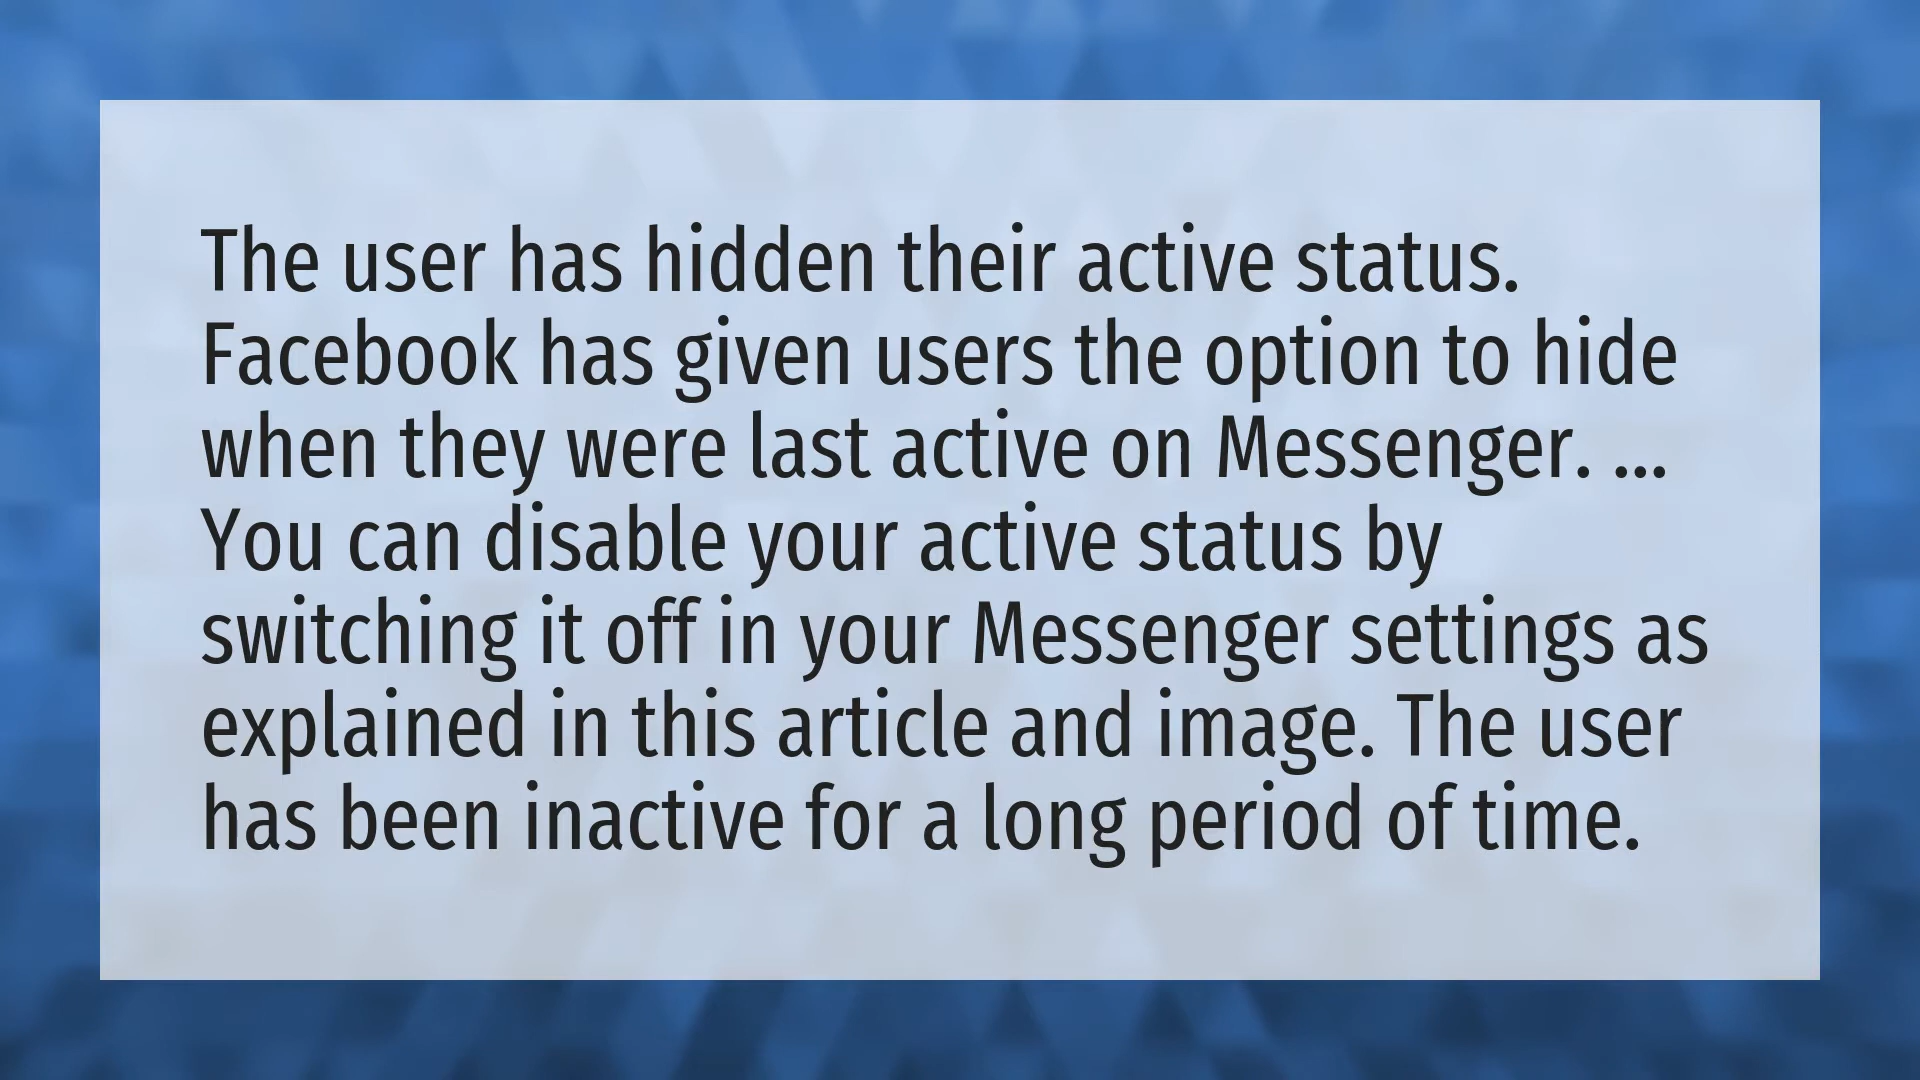 The user has hidden their active status.
Facebook has given users the option to hide
when they were last active on Messenger. ...
You can disable your active status by
switching it off in your Messenger settings as
explained in this article and image. The user
has been inactive for a long period of time.